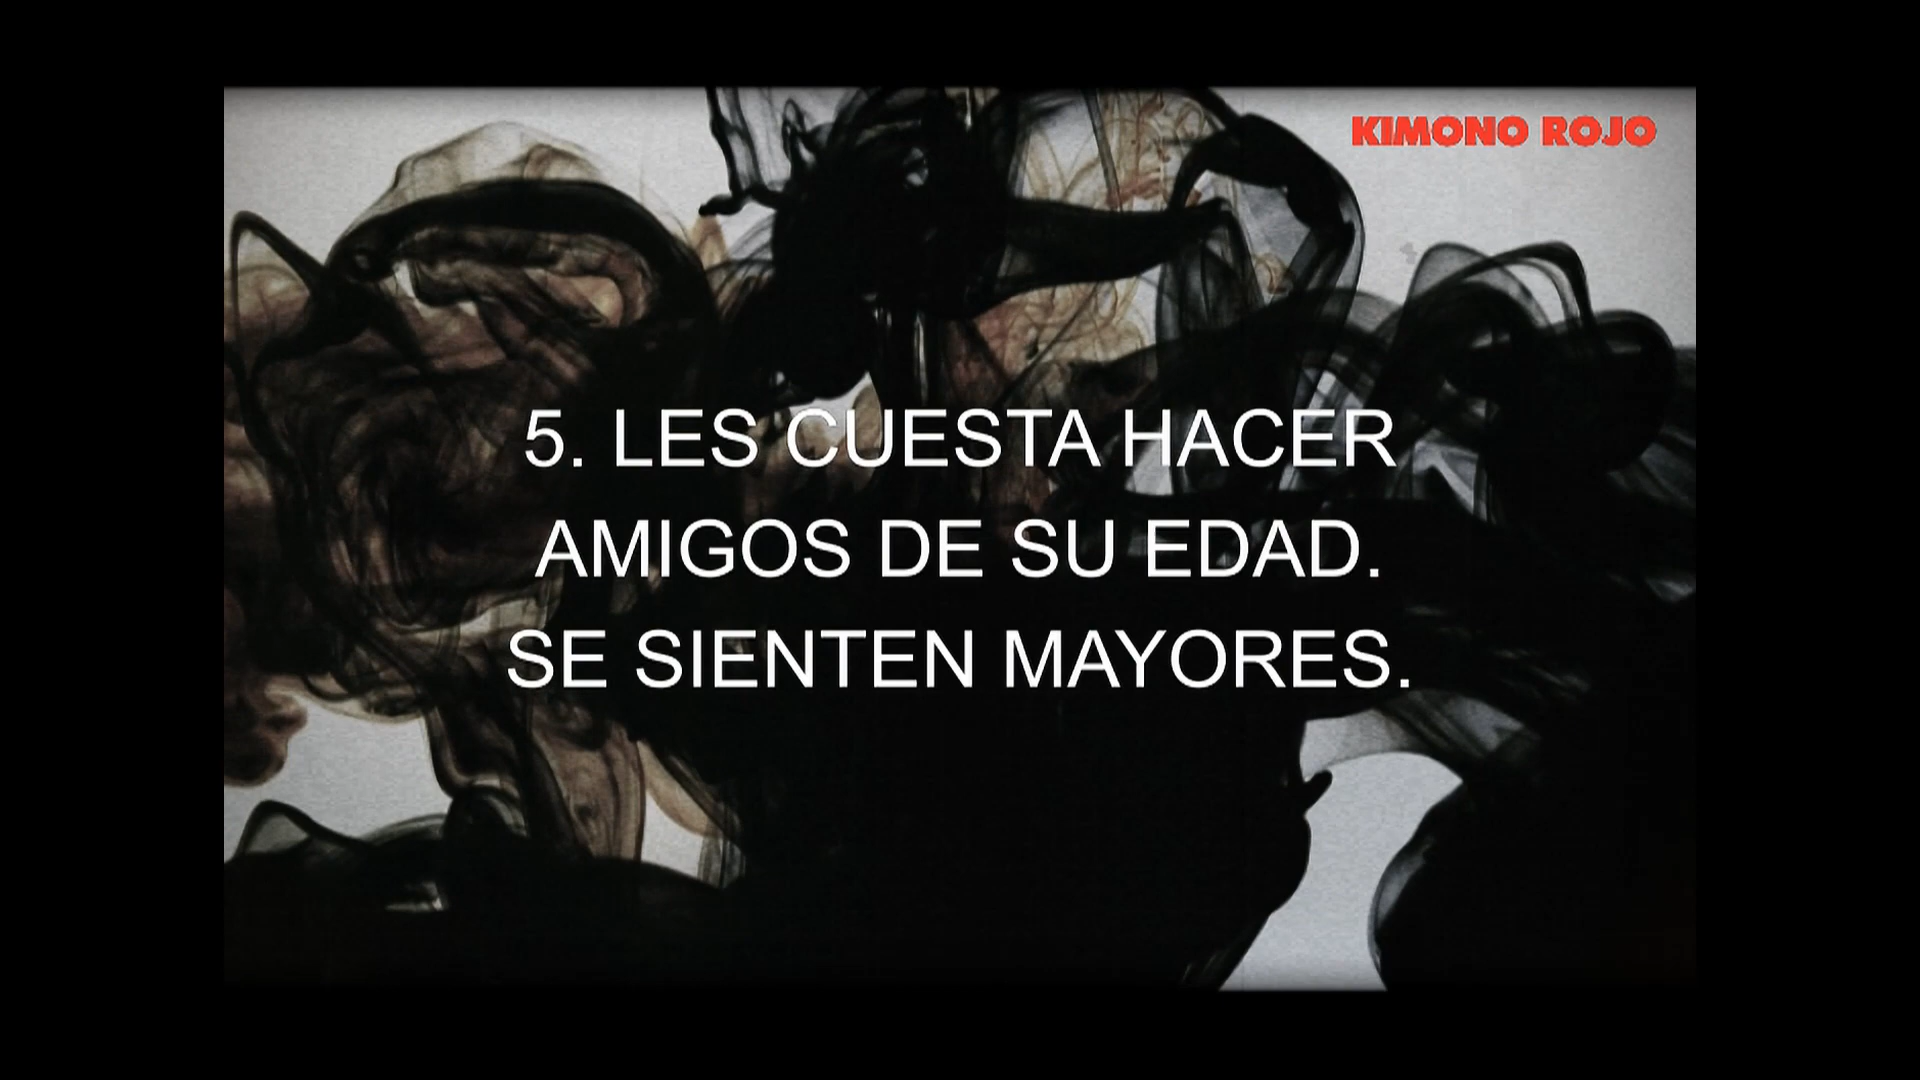 KIMONO ROJO
5. LES CUESTA HACER
AMIGOS DE SU EDAD.
SE SIENTEN MAYORES.